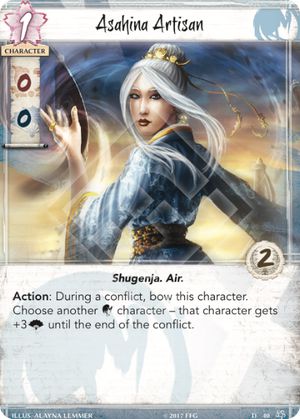 Asahina Artisan
1
CHARACTER
0
0
2
Shugenja. Air.
Action: During a conflict, bow this character.
Choose another character – that character gets
+3 until the end of the conflict.
ILLUS-ALAYNA LEMMER
©2017 FFG